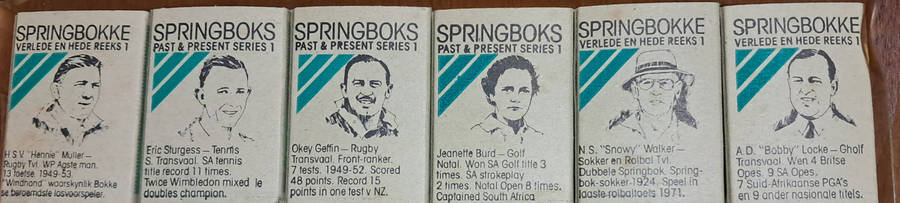 SPRINGBOKKE
VERLEDE EN HEDE REEKS 1
H.S.V "Hennie" Muller –
Rugby Tvl. WP Agste man.
13 toetse. 1949-53.
"Windhond" waarskynlik Bokke
se beroemdste losvoorspeler.
SPRINGBOKS
PAST & PRESENT SERIES 1
Eric Sturgess – Tennis
S. Transvaal. SA tennis
title record 11 times.
Twice Wimbledon mixed
doubles champion.
SPRINGBOKS
PAST & PRESENT SERIES 1
Okey Geffin – Rugby
Transvaal. Front-ranker.
7 tests. 1949-52. Scored
48 points. Record 15
points in one test v NZ.
SPRINGBOKS
PAST & PRESENT SERIES 1
Jeanette Burd – Golf
Natal. Won SA Golf title 3
times. SA strokeplay
2 times. Natal Open 8 times.
Captained South Africa
SPRINGBOKKE
VERLEDE EN HEDE REEKS 1
N.S. "Snowy" Walker –
Sokker en Rolbal Tvl.
Dubbele Springbok. Spring-
bok-sokker 1924. Speel in
laaste rolbaltoets 1971.
SPRINGBOKKE
VERLEDE EN HEDE REEKS 1
A.D. "Bobby" Locke – Gholf
Transvaal. Wen 4 Britse
Opes. 9 SA Opes.
7 Suid-Afrikaanse PGA's
en 9 ander nasionale titels.